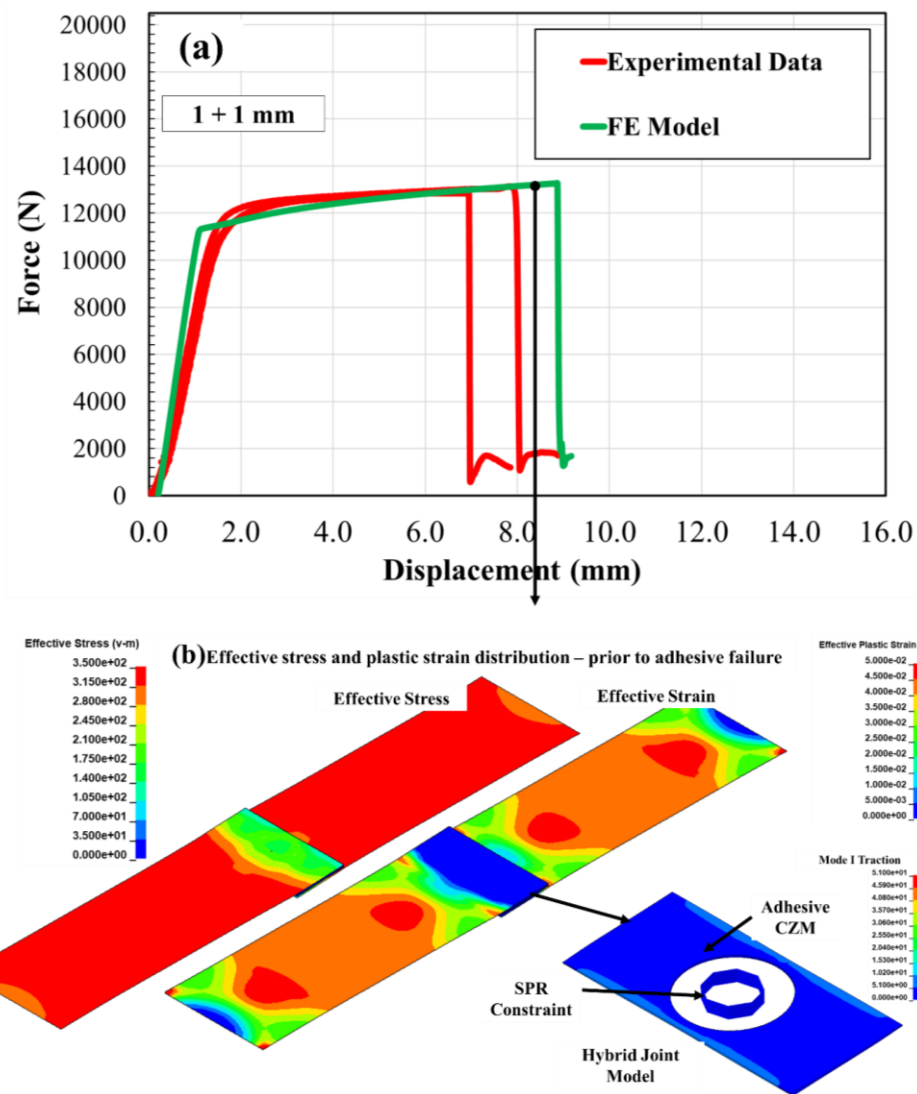 (a)
1 + 1 mm
Experimental Data
FE Model
20000
18000
16000
14000
12000
10000
8000
6000
4000
2000
0
Force (N)
0.0 2.0 4.0 6.0 8.0 10.0 12.0 14.0 16.0
Displacement (mm)
(b)Effective stress and plastic strain distribution – prior to adhesive failure
Effective Stress (v-m)
3.500e+02
3.150e+02
2.800e+02
2.450e+02
2.100e+02
1.750e+02
1.400e+02
1.050e+02
7.000e+01
3.500e+01
0.000e+00
Effective Stress
Effective Strain
Effective Plastic Strain
5.000e-02
4.500e-02
4.000e-02
3.500e-02
3.000e-02
2.500e-02
2.000e-02
1.500e-02
1.000e-02
5.000e-03
0.000e+00
Mode I Traction
5.100e+01
4.590e+01
4.080e+01
3.570e+01
3.060e+01
2.550e+01
2.040e+01
1.530e+01
1.020e+01
5.100e+00
0.000e+00
Adhesive
CZM
SPR
Constraint
Hybrid Joint
Model